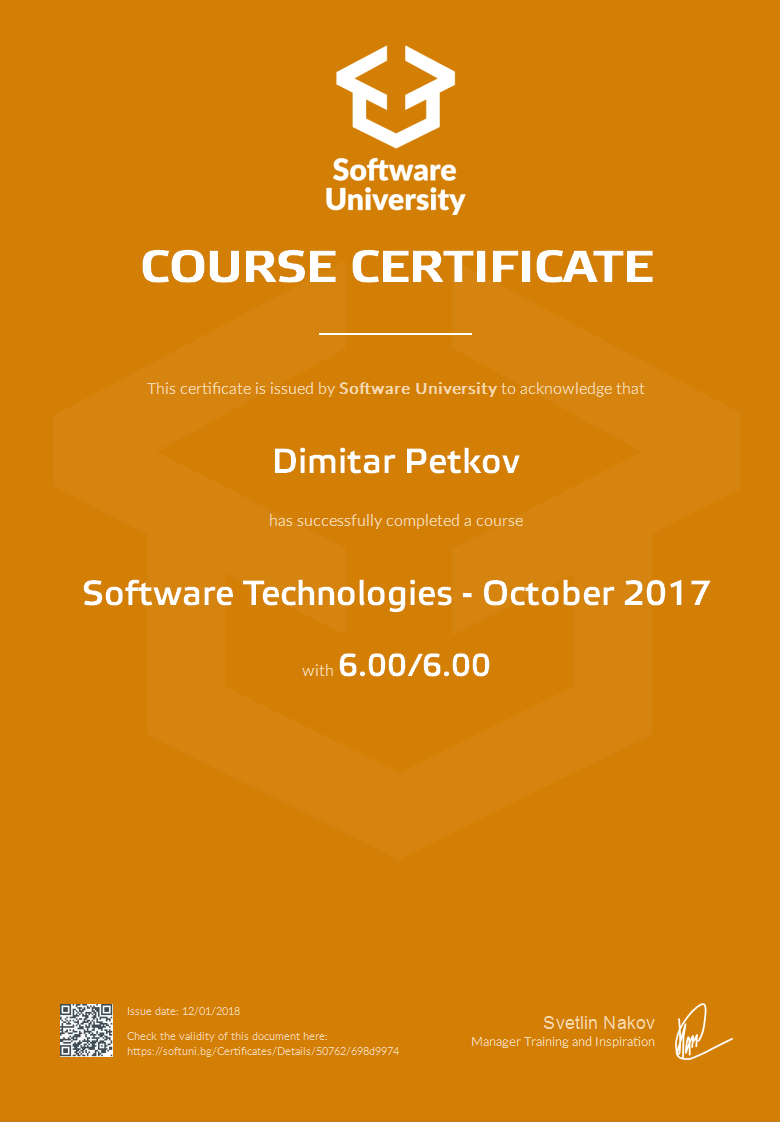 Software
University
COURSE CERTIFICATE
This certificate is issued by Software University to acknowledge that
Dimitar Petkov
has successfully completed a course
Software Technologies - October 2017
with 6.00/6.00
Issue date: 12/01/2018
Check the validity of this document here:
https://softuni.bg/Certificates/Details/50762/698d9974
Svetlin Nakov
Manager Training and Inspiration